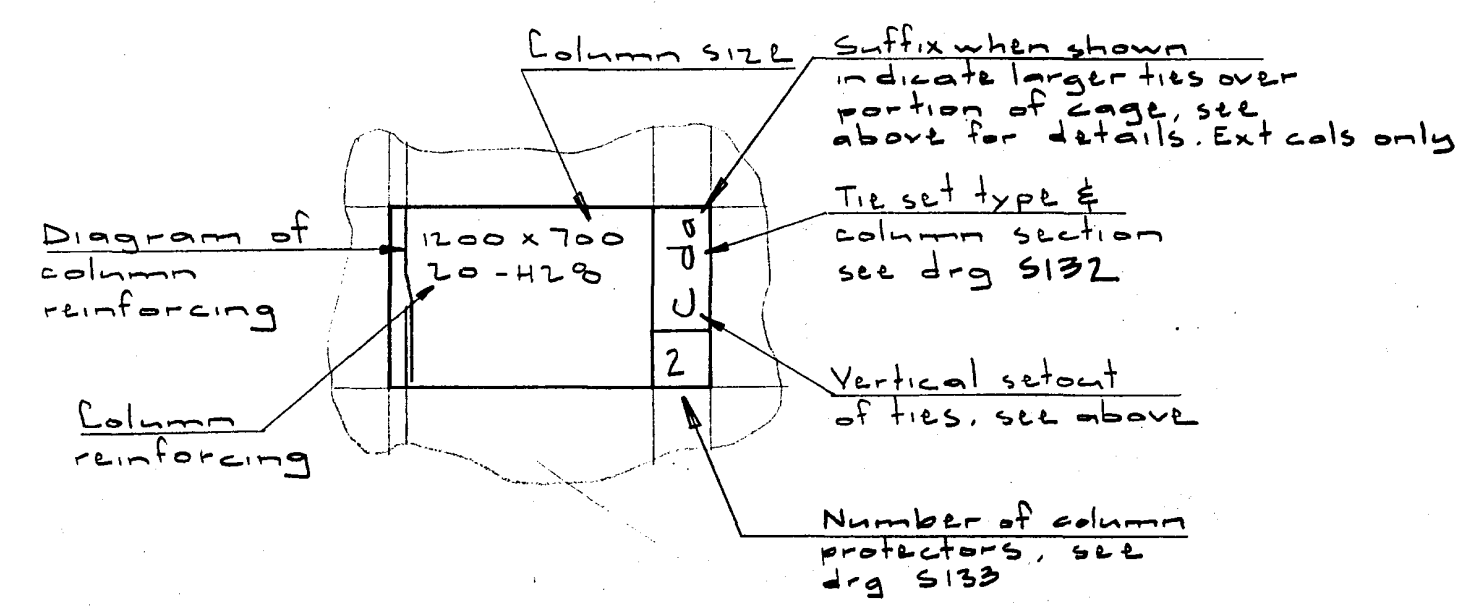 Column size
Suffix when shown
indicate larger ties over
portion of cage, see
above for details. Ext cols only
Tie set type &
column section
see drg S132
Diagram of
column
reinforcing
1200 x 700
20-H28
C
2
Vertical setout
of ties, see above
Column
reinforcing
Number of column
protectors, see
drg S133